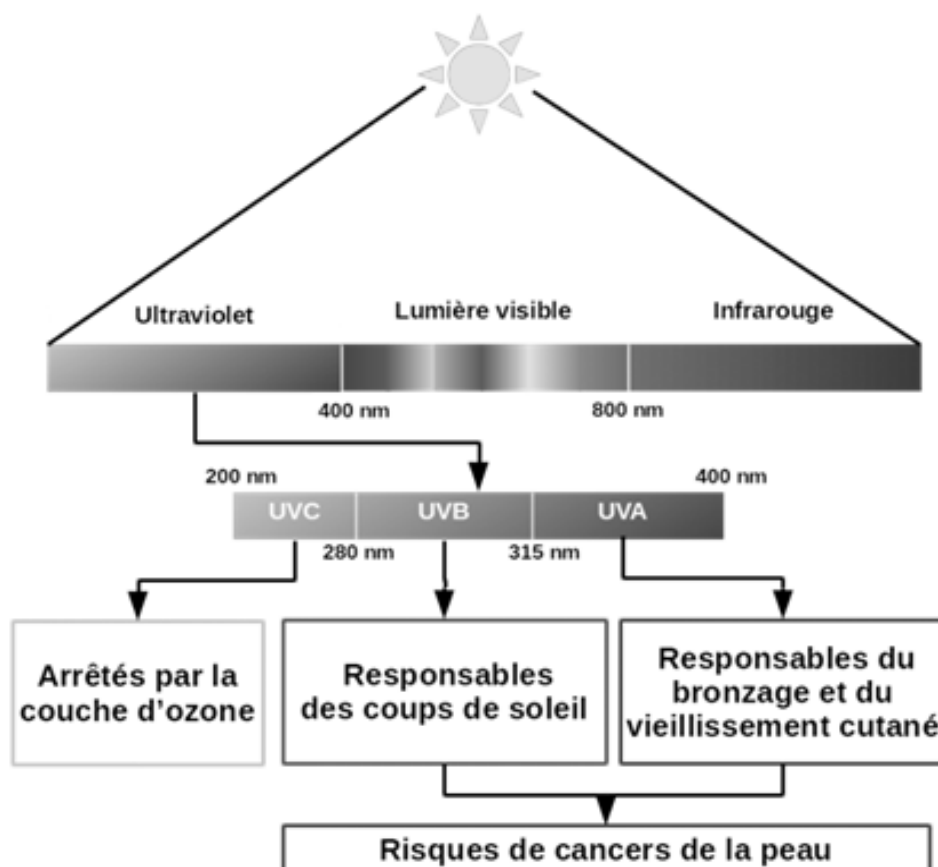 Ultraviolet
Lumière visible
Infrarouge
400 nm
800 nm
200 nm
400 nm
UVC
UVB
UVA
280 nm
315 nm
Arrêtés par la
couche d'ozone
Responsables
des coups de soleil
Responsables du
bronzage et du
vieillissement cutané
Risques de cancers de la peau